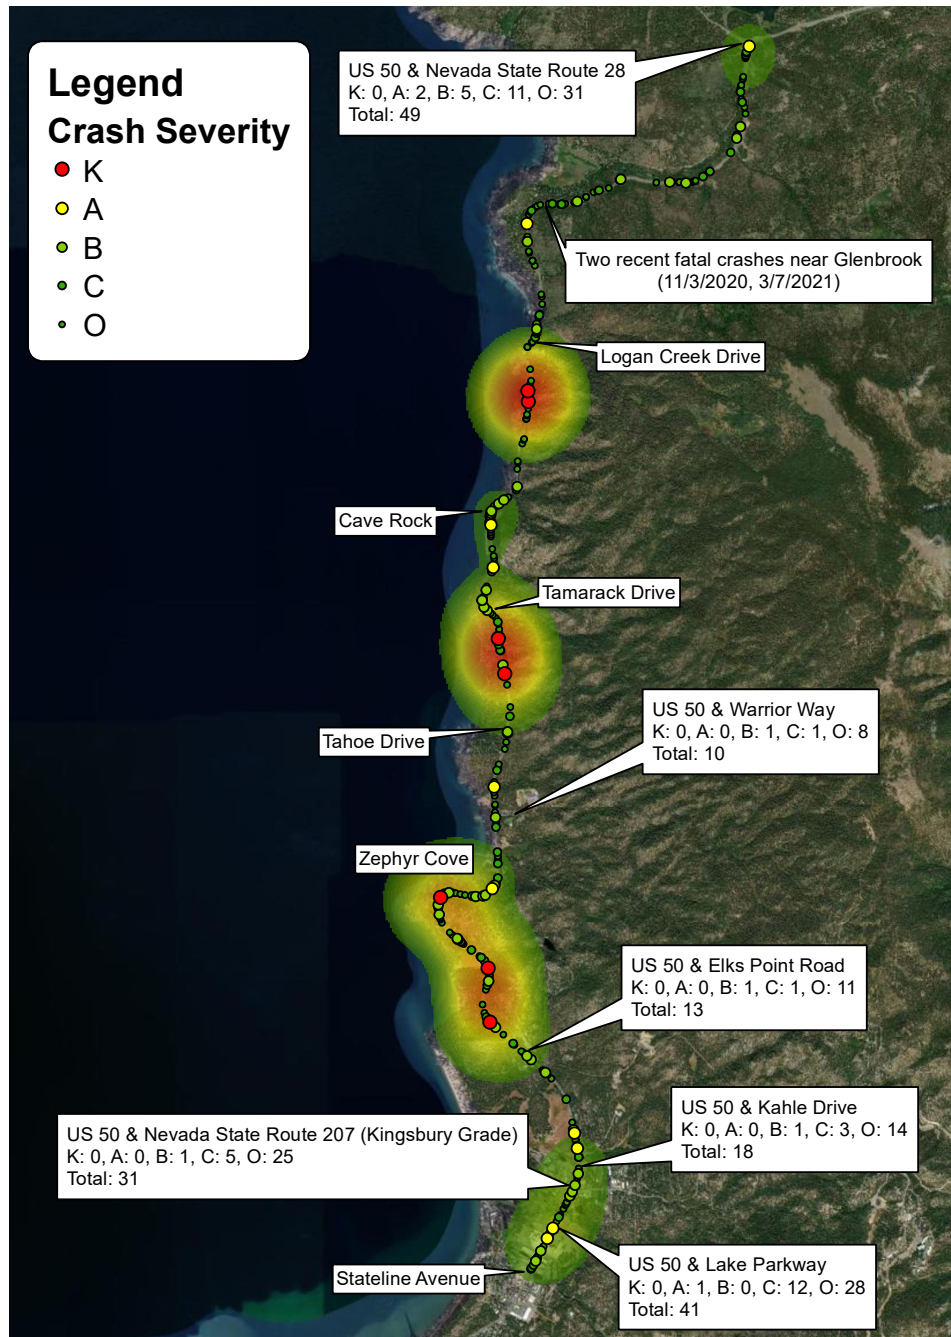 Legend
Crash Severity
K
A
B
C
O
US 50 & Nevada State Route 28
K: 0, A: 2, B: 5, C: 11, O: 31
Total: 49
Two recent fatal crashes near Glenbrook
(11/3/2020, 3/7/2021)
Logan Creek Drive
Cave Rock
Tamarack Drive
US 50 & Warrior Way
K: 0, A: 0, B: 1, C: 1, O: 8
Total: 10
Tahoe Drive
Zephyr Cove
US 50 & Elks Point Road
K: 0, A: 0, B: 1, C: 1, O: 11
Total: 13
US 50 & Kahle Drive
K: 0, A: 0, B: 1, C: 3, O: 14
Total: 18
US 50 & Nevada State Route 207 (Kingsbury Grade)
K: 0, A: 0, B: 1, C: 5, O: 25
Total: 31
US 50 & Lake Parkway
K: 0, A: 1, B: 0, C: 12, O: 28
Total: 41
Stateline Avenue